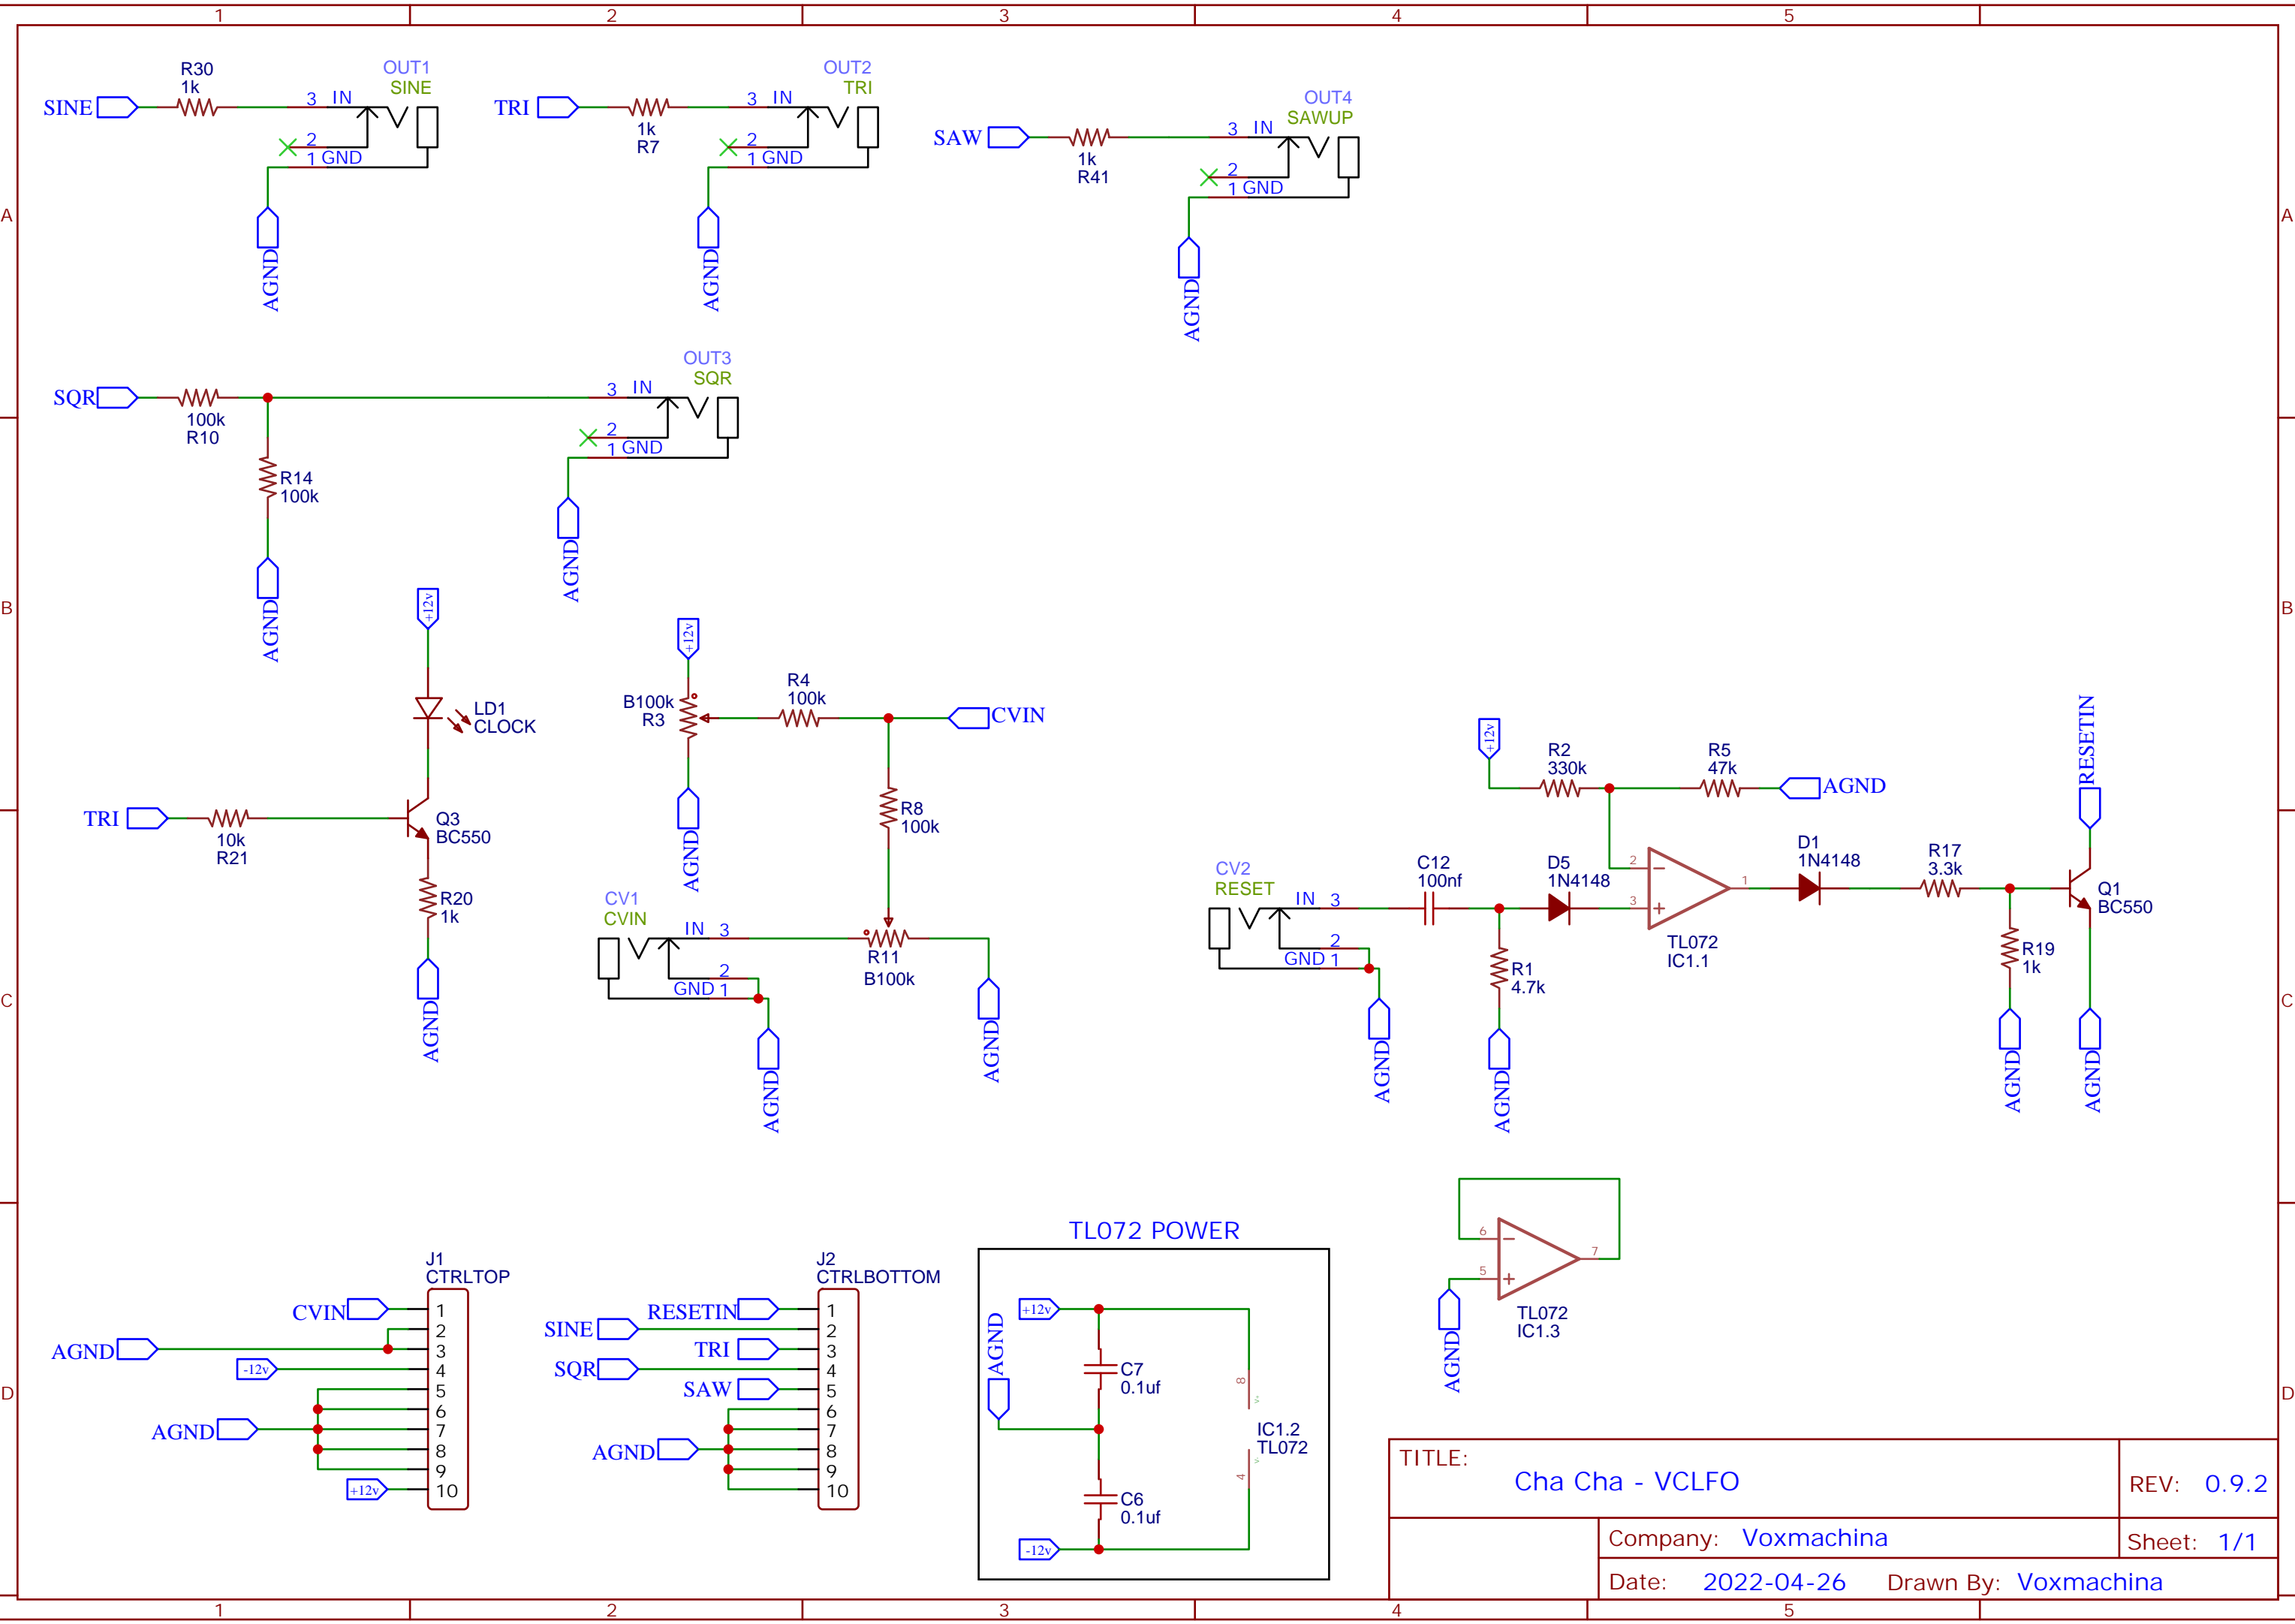 1 2 3 4 5
A
B
C
D
A
B
C
D
R30
1k
SINE
OUT1
SINE
3 IN
2
1 GND
AGND
TRI
1k
R7
OUT2
TRI
3 IN
2
1 GND
AGND
SAW
1k
R41
OUT4
SAWUP
3 IN
2
1 GND
AGND
SQR
100k
R10
R14
100k
AGND
OUT3
SQR
3 IN
2
1 GND
AGND
+12v
LD1
CLOCK
TRI
10k
R21
Q3
BC550
R20
1k
AGND
+12v
B100k
R3
AGND
R4
100k
CVIN
R8
100k
CV1
CVIN
IN 3
2
GND 1
AGND
R11
B100k
AGND
CV2
RESET
IN 3
2
GND 1
AGND
C12
100nf
R1
4.7k
AGND
D5
1N4148
+12v
R2
330k
R5
47k
AGND
2
3
1
TL072
IC1.1
D1
1N4148
R17
3.3k
R19
1k
AGND
RESETIN
Q1
BC550
AGND
J1
CTRLTOP
CVIN
AGND
-12v
AGND
+12v
1
2
3
4
5
6
7
8
9
10
J2
CTRLBOTTOM
RESETIN
SINE
TRI
SQR
SAW
AGND
1
2
3
4
5
6
7
8
9
10
TL072 POWER
+12v
AGND
C7
0.1uf
C6
0.1uf
-12v
8
4
IC1.2
TL072
6
5
7
TL072
IC1.3
AGND
TITLE:
Cha Cha - VCLFO
REV: 0.9.2
Company: Voxmachina
Sheet: 1/1
Date: 2022-04-26 Drawn By: Voxmachina
1 2 3 4 5